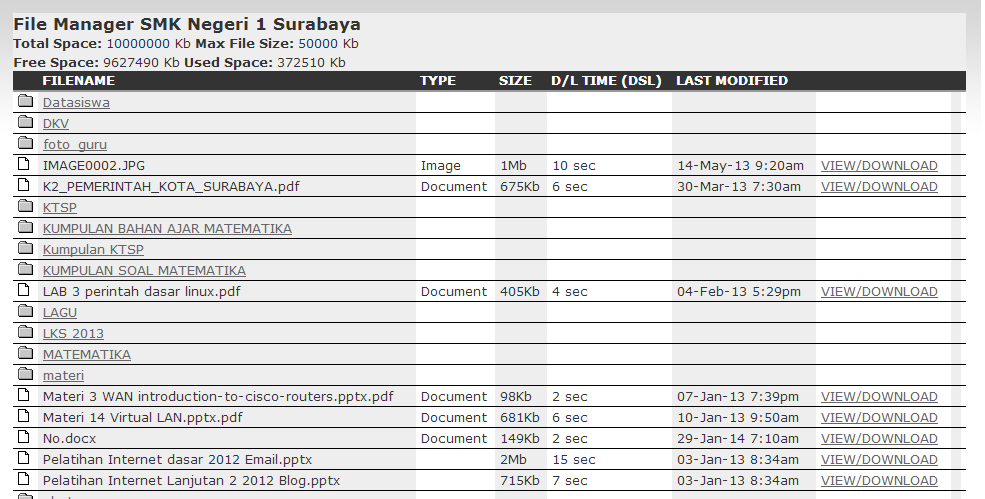 File Manager SMK Negeri 1 Surabaya
Total Space: 10000000 Kb Max File Size: 50000 Kb
Free Space: 9627490 Kb Used Space: 372510 Kb
FILENAME TYPE SIZE D/L TIME (DSL) LAST MODIFIED
Datasiswa
DKV
foto_guru
IMAGE0002.JPG Image 1Mb 10 sec 14-May-13 9:20am VIEW/DOWNLOAD
K2_PEMERINTAH_KOTA_SURABAYA.pdf Document 675Kb 6 sec 30-Mar-13 7:30am VIEW/DOWNLOAD
KTSP
KUMPULAN BAHAN AJAR MATEMATIKA
Kumpulan KTSP
KUMPULAN SOAL MATEMATIKA
LAB 3 perintah dasar linux.pdf Document 405Kb 4 sec 04-Feb-13 5:29pm VIEW/DOWNLOAD
LAGU
LKS 2013
MATEMATIKA
materi
Materi 3 WAN introduction-to-cisco-routers.pptx.pdf Document 98Kb 2 sec 07-Jan-13 7:39pm VIEW/DOWNLOAD
Materi 14 Virtual LAN.pptx.pdf Document 681Kb 6 sec 10-Jan-13 9:50am VIEW/DOWNLOAD
No.docx Document 149Kb 2 sec 29-Jan-14 7:10am VIEW/DOWNLOAD
Pelatihan Internet dasar 2012 Email.pptx 2Mb 15 sec 03-Jan-13 8:34am VIEW/DOWNLOAD
Pelatihan Internet Lanjutan 2 2012 Blog.pptx 715Kb 7 sec 03-Jan-13 8:34am VIEW/DOWNLOAD